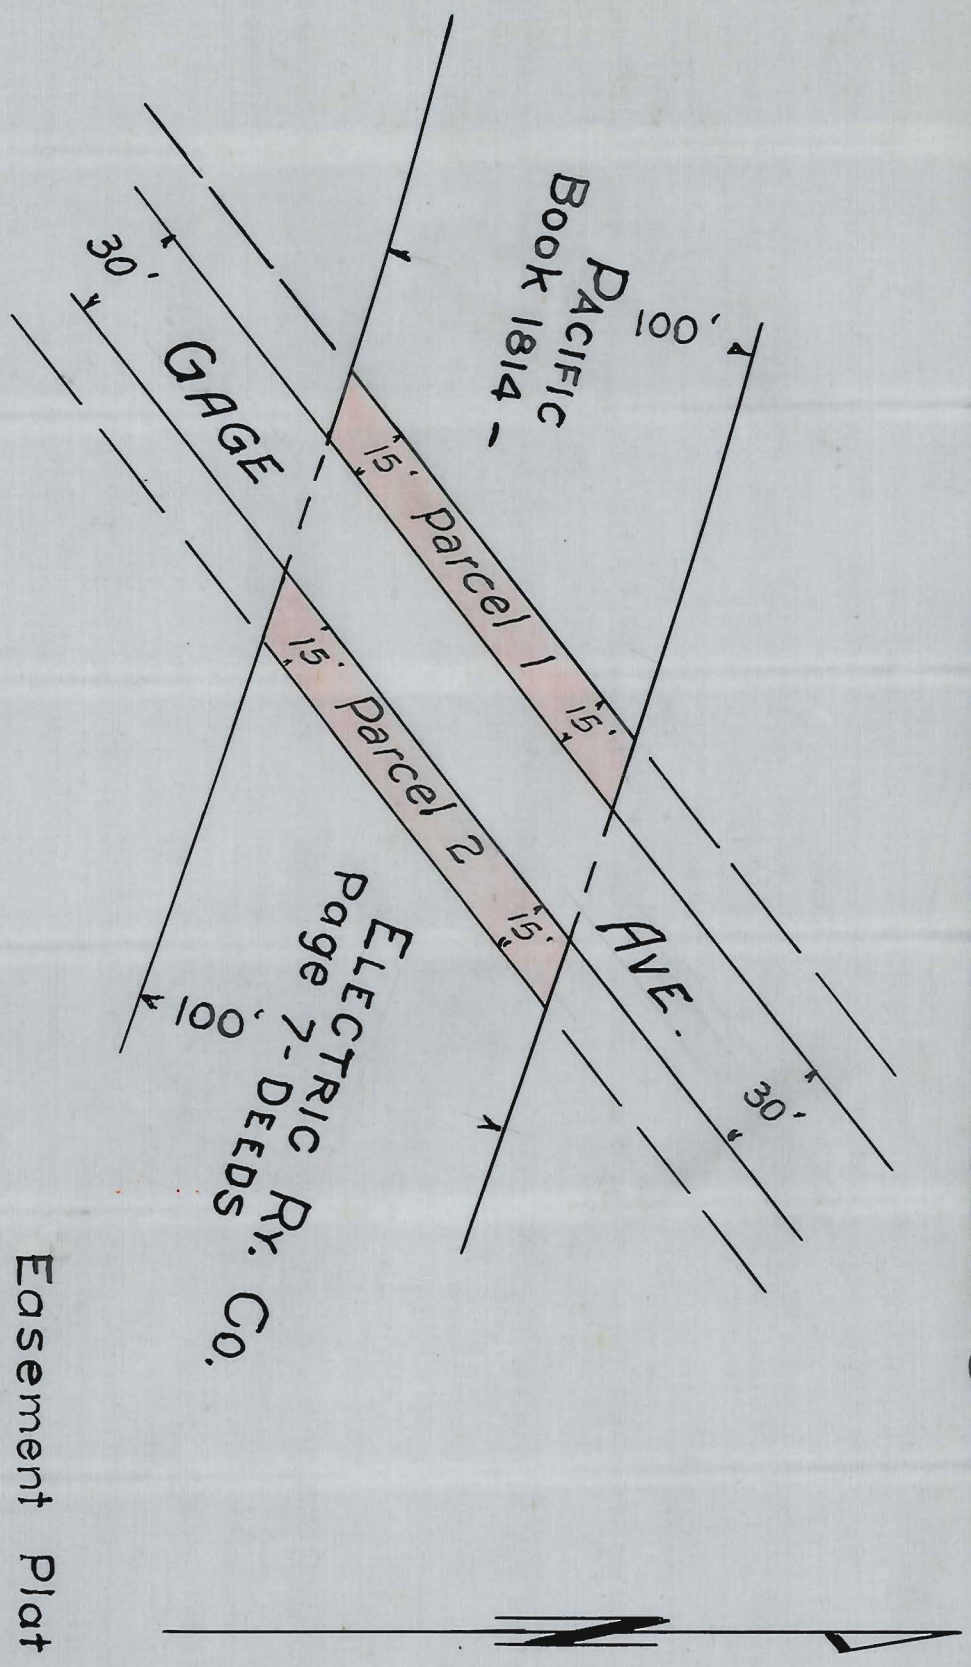 PACIFIC
BOOK 1814 -
100'
30'
GAGE
15' Parcel 1 15'
15' Parcel 2 15'
AVE.
30'
ELECTRIC RY. CO.
Page 7 - DEEDS
100'
Easement Plat